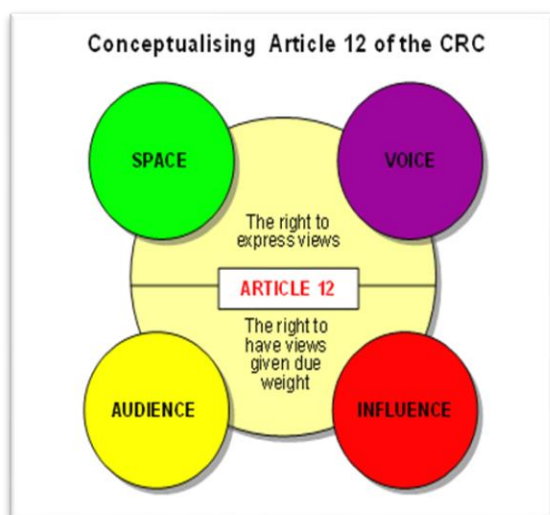 Conceptualising Article 12 of the CRC
SPACE
VOICE
The right to
express views
ARTICLE 12
The right to
have views
given due
weight
AUDIENCE
INFLUENCE